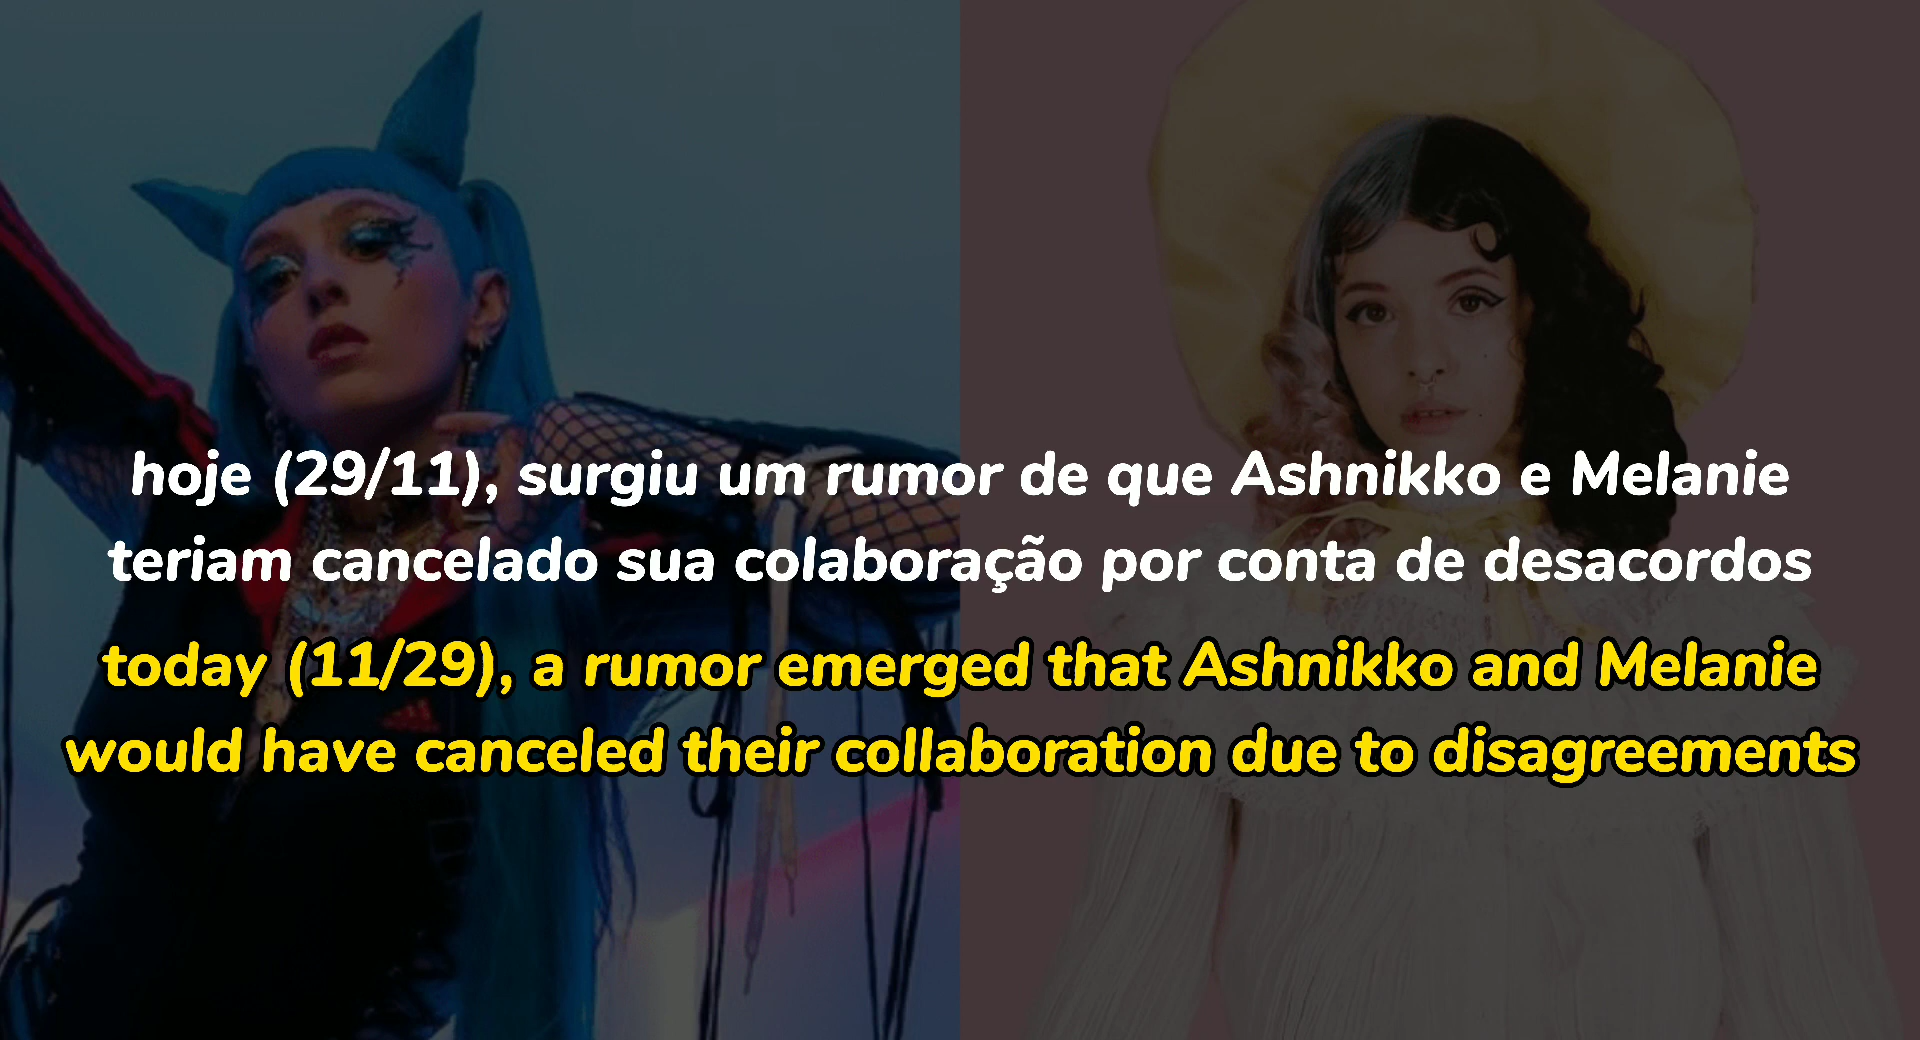 hoje (29/11), surgiu um rumor de que Ashnikko e Melanie
teriam cancelado sua colaboração por conta de desacordos
today (11/29), a rumor emerged that Ashnikko and Melanie
would have canceled their collaboration due to disagreements